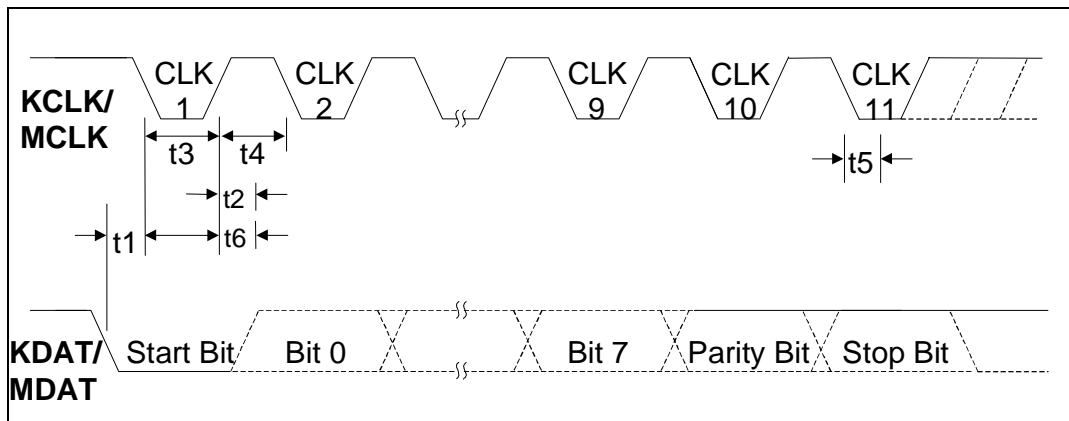 CLK CLK CLK CLK CLK
KCLK/ 1 2 9 10 11
MCLK
t3 t4 t5
t2
t1 t6
KDAT/ Start Bit Bit 0 Bit 7 Parity Bit Stop Bit
MDAT